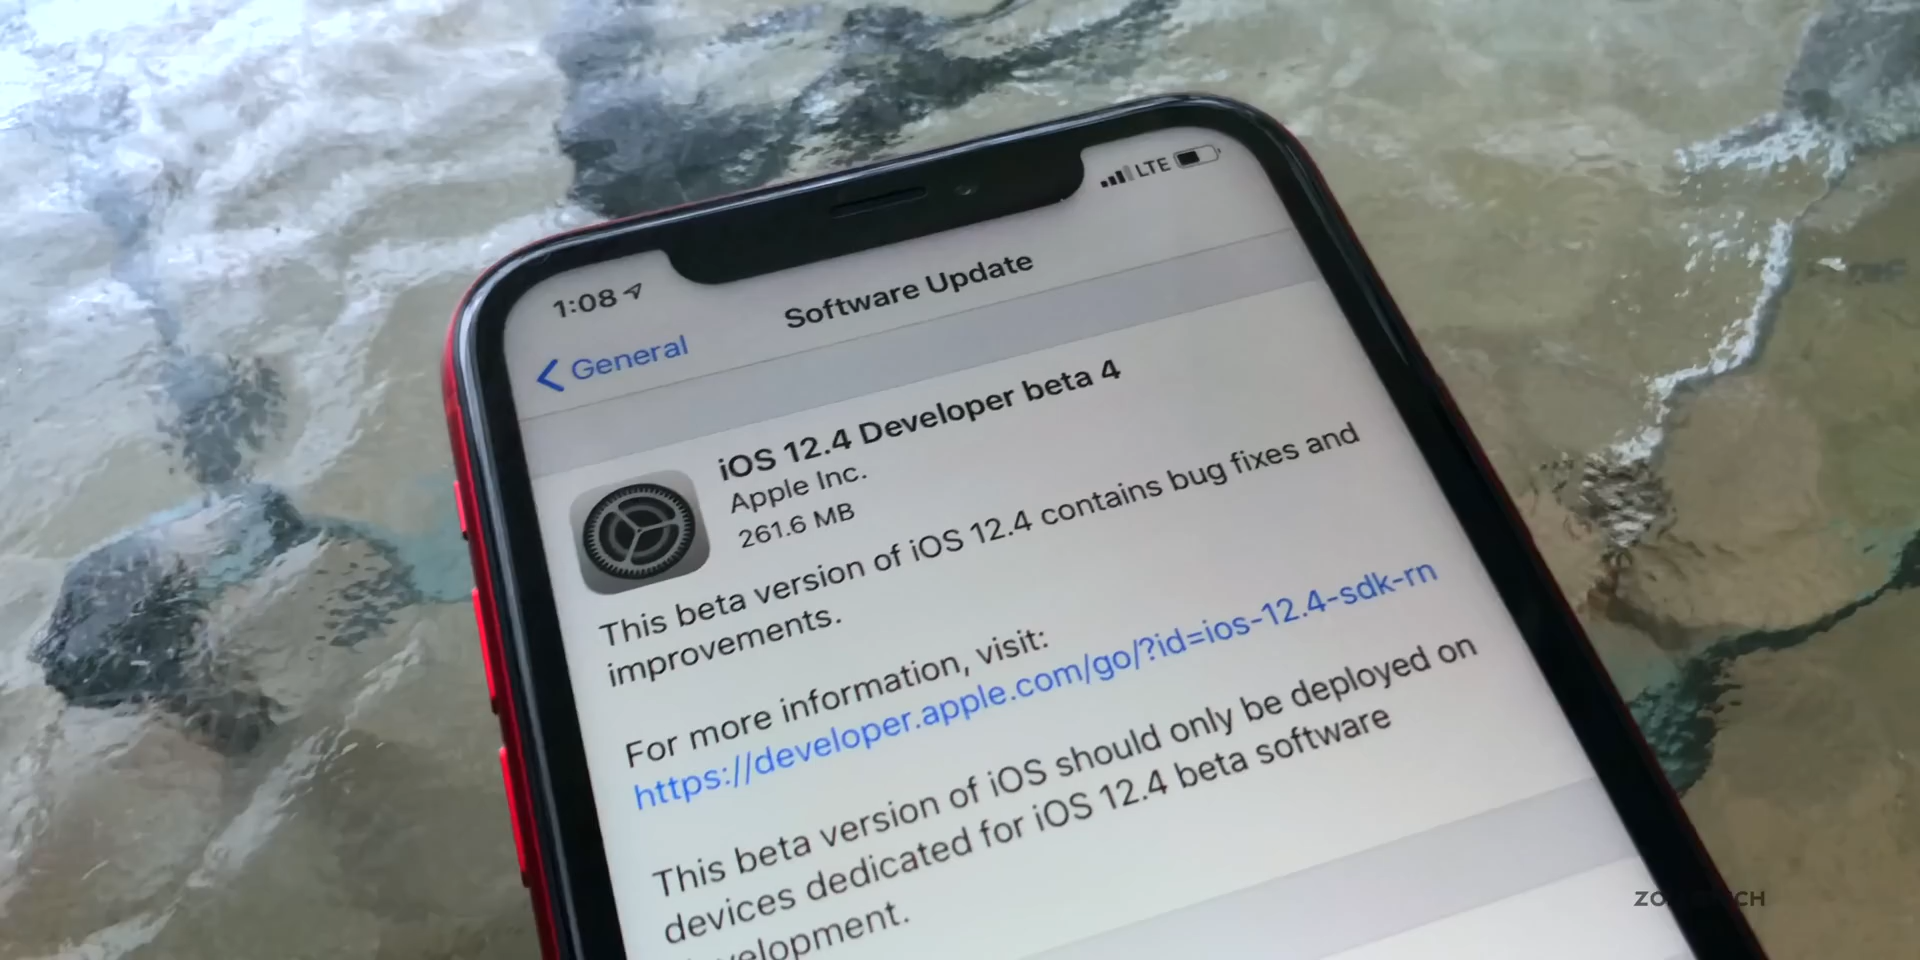 1:08 LTE
General Software Update
iOS 12.4 Developer beta 4
Apple Inc.
261.6 MB
This beta version of iOS 12.4 contains bug fixes and
improvements.
For more information, visit:
https://developer.apple.com/go/?id=ios-12.4-sdk-rn
This beta version of iOS should only be deployed on
devices dedicated for iOS 12.4 beta software